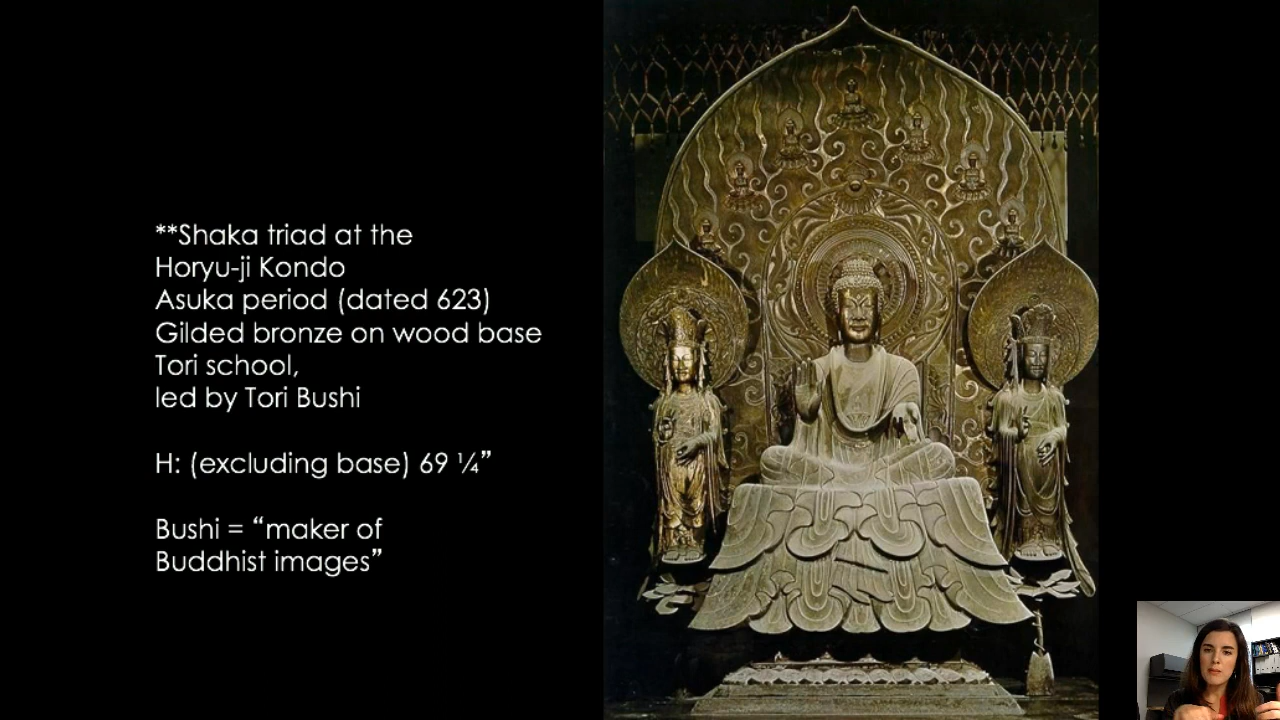 **Shaka triad at the
Horyu-ji Kondo
Asuka period (dated 623)
Gilded bronze on wood base
Tori school,
led by Tori Bushi
H: (excluding base) 69 ¼”
Bushi = “maker of
Buddhist images”